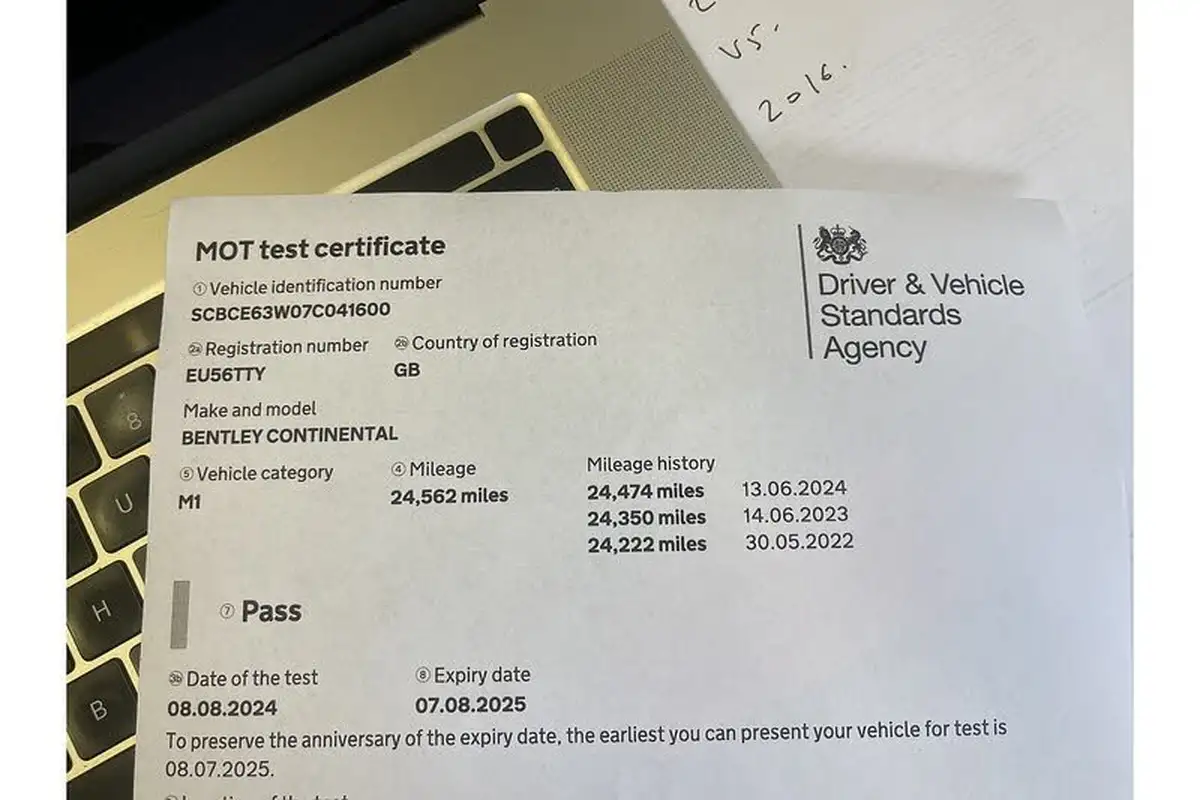 vs.
2016.
MOT test certificate
① Vehicle identification number
SCBCE63W07C041600
2a Registration number
2b Country of registration
EU56TTY
GB
Make and model
BENTLEY CONTINENTAL
⑤ Vehicle category
④ Mileage
Mileage history
M1
24,562 miles
24,474 miles 13.06.2024
24,350 miles 14.06.2023
24,222 miles 30.05.2022
Driver & Vehicle
Standards
Agency
⑦ Pass
3b Date of the test
⑧ Expiry date
08.08.2024
07.08.2025
To preserve the anniversary of the expiry date, the earliest you can present your vehicle for test is
08.07.2025.
8
U
H
B